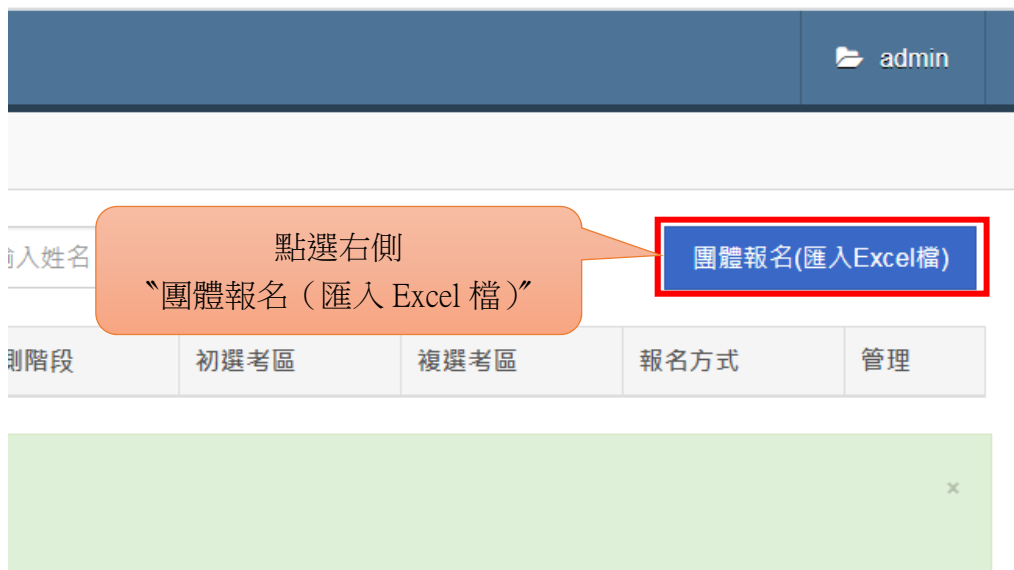 admin
入姓名
點選右側
〝團體報名（匯入 Excel 檔）〞
團體報名(匯入Excel檔)
階段 初選考區 複選考區 報名方式 管理
×